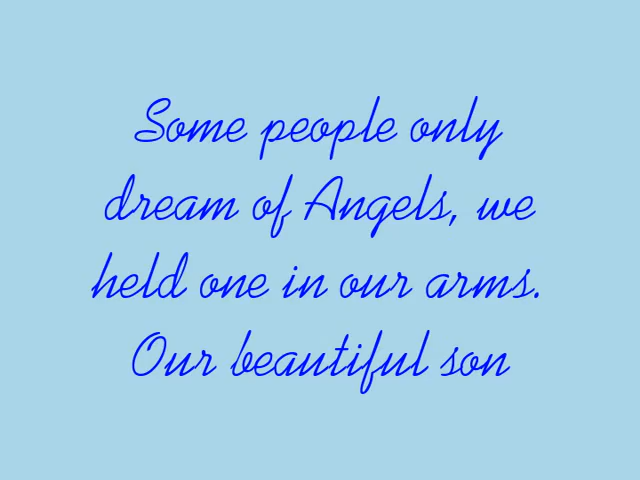 Some people only
dream of Angels, we
held one in our arms.
Our beautiful son